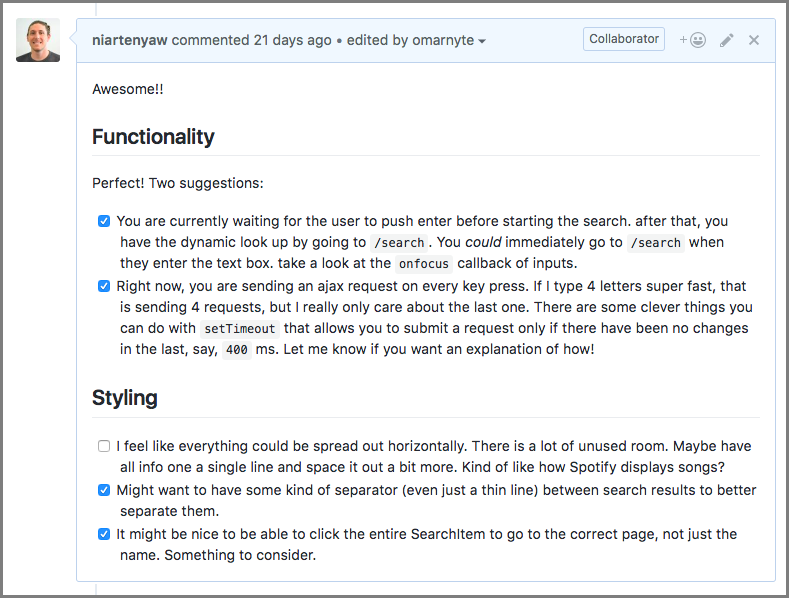 niartenyaw commented 21 days ago • edited by omarnyte
Collaborator
Awesome!!
Functionality
Perfect! Two suggestions:
You are currently waiting for the user to push enter before starting the search. after that, you
have the dynamic look up by going to /search. You could immediately go to /search when
they enter the text box. take a look at the onfocus callback of inputs.
Right now, you are sending an ajax request on every key press. If I type 4 letters super fast, that
is sending 4 requests, but I really only care about the last one. There are some clever things you
can do with setTimeout that allows you to submit a request only if there have been no changes
in the last, say, 400 ms. Let me know if you want an explanation of how!
Styling
I feel like everything could be spread out horizontally. There is a lot of unused room. Maybe have
all info one a single line and space it out a bit more. Kind of like how Spotify displays songs?
Might want to have some kind of separator (even just a thin line) between search results to better
separate them.
It might be nice to be able to click the entire SearchItem to go to the correct page, not just the
name. Something to consider.